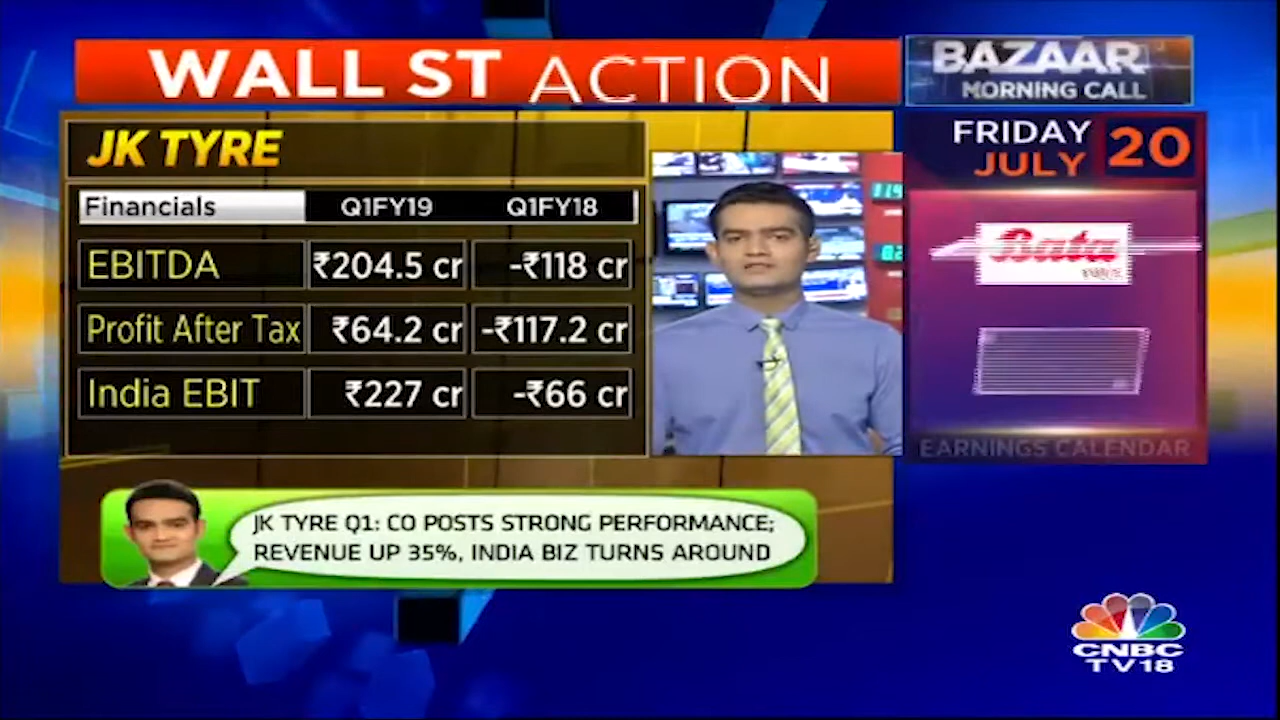 WALL ST ACTION
BAZAAR
MORNING CALL
JK TYRE
FRIDAY
JULY 20
Financials Q1FY19 Q1FY18
EBITDA ₹204.5 cr -₹118 cr
Profit After Tax ₹64.2 cr -₹117.2 cr
India EBIT ₹227 cr -₹66 cr
Bata
EARNINGS CALENDAR
JK TYRE Q1: CO POSTS STRONG PERFORMANCE;
REVENUE UP 35%, INDIA BIZ TURNS AROUND
CNBC
TV18